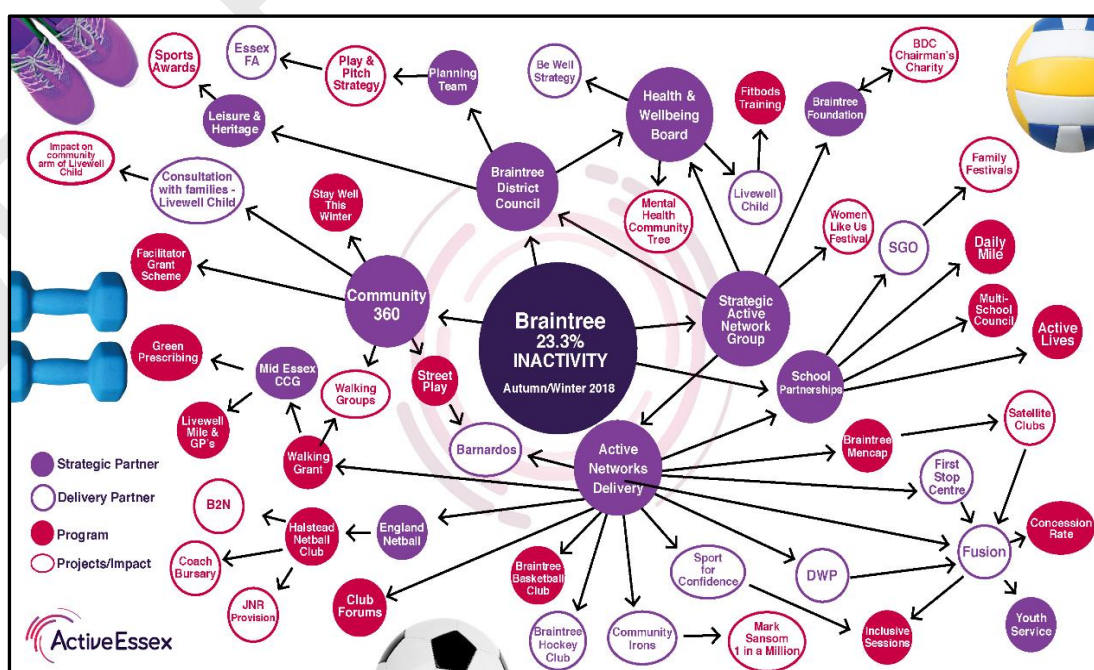 Sports
Awards
Essex
FA
Play &
Pitch
Strategy
Planning
Team
Be Well
Strategy
Health &
Wellbeing
Board
Fitbods
Training
Braintree
Foundation
BDC
Chairman's
Charity
Leisure &
Heritage
Impact on
community
arm of Livewell
Child
Consultation
with families -
Livewell Child
Stay Well
This
Winter
Braintree
District
Council
Mental
Health
Community
Tree
Livewell
Child
Women
Like Us
Festival
Family
Festivals
SGO
Daily
Mile
Facilitator
Grant
Scheme
Community
360
Braintree
23.3%
INACTIVITY
Autumn/Winter 2018
Strategic
Active
Network
Group
Multi-
School
Council
Active
Lives
Green
Prescribing
Mid Essex
CCG
Walking
Groups
Street
Play
School
Partnerships
Livewell
Mile &
GP's
Walking
Grant
Barnardos
Active
Networks
Delivery
Braintree
Mencap
Satellite
Clubs
First
Stop
Centre
Strategic Partner
Delivery Partner
Program
Projects/Impact
B2N
Halstead
Netball
Club
England
Netball
Coach
Bursary
JNR
Provision
Club
Forums
Braintree
Basketball
Club
Sport
for
Confidence
DWP
Fusion
Concession
Rate
Braintree
Hockey
Club
Community
Irons
Mark
Sansom
1 in a Million
Inclusive
Sessions
Youth
Service
ActiveEssex